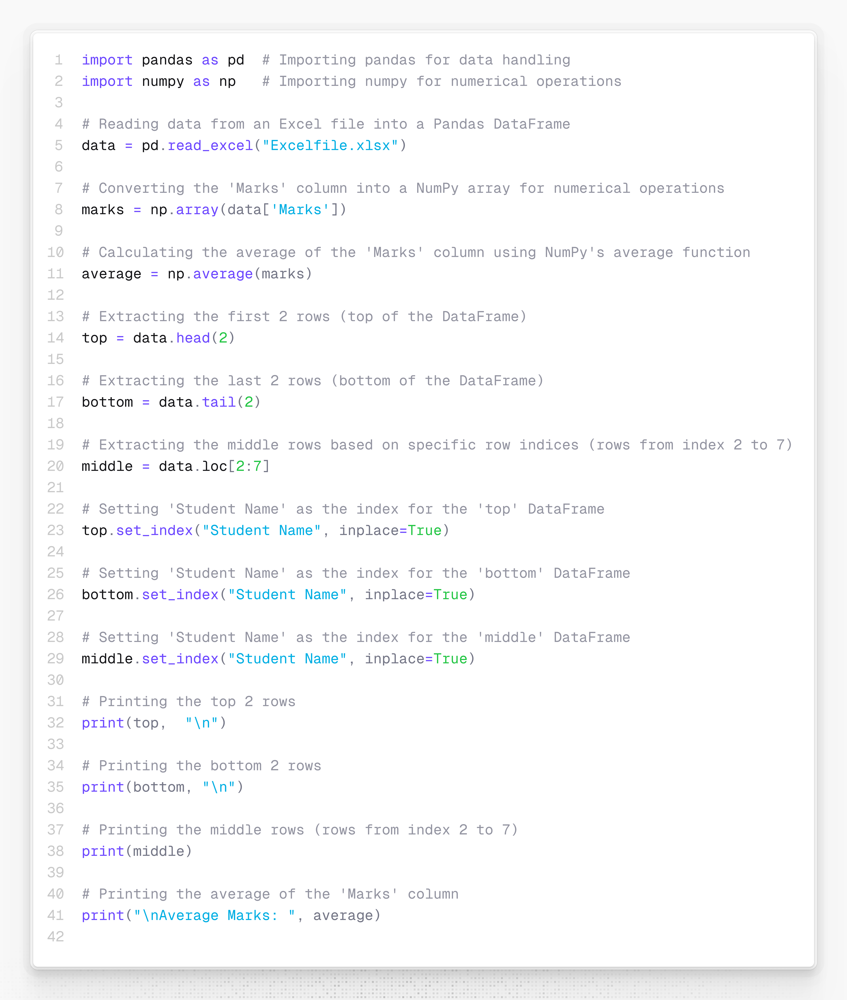 1 import pandas as pd  # Importing pandas for data handling
2 import numpy as np   # Importing numpy for numerical operations
3
4 # Reading data from an Excel file into a Pandas DataFrame
5 data = pd.read_excel("Excelfile.xlsx")
6
7 # Converting the 'Marks' column into a NumPy array for numerical operations
8 marks = np.array(data['Marks'])
9
10 # Calculating the average of the 'Marks' column using NumPy's average function
11 average = np.average(marks)
12
13 # Extracting the first 2 rows (top of the DataFrame)
14 top = data.head(2)
15
16 # Extracting the last 2 rows (bottom of the DataFrame)
17 bottom = data.tail(2)
18
19 # Extracting the middle rows based on specific row indices (rows from index 2 to 7)
20 middle = data.loc[2:7]
21
22 # Setting 'Student Name' as the index for the 'top' DataFrame
23 top.set_index("Student Name", inplace=True)
24
25 # Setting 'Student Name' as the index for the 'bottom' DataFrame
26 bottom.set_index("Student Name", inplace=True)
27
28 # Setting 'Student Name' as the index for the 'middle' DataFrame
29 middle.set_index("Student Name", inplace=True)
30
31 # Printing the top 2 rows
32 print(top,  "\n")
33
34 # Printing the bottom 2 rows
35 print(bottom, "\n")
36
37 # Printing the middle rows (rows from index 2 to 7)
38 print(middle)
39
40 # Printing the average of the 'Marks' column
41 print("\nAverage Marks: ", average)
42